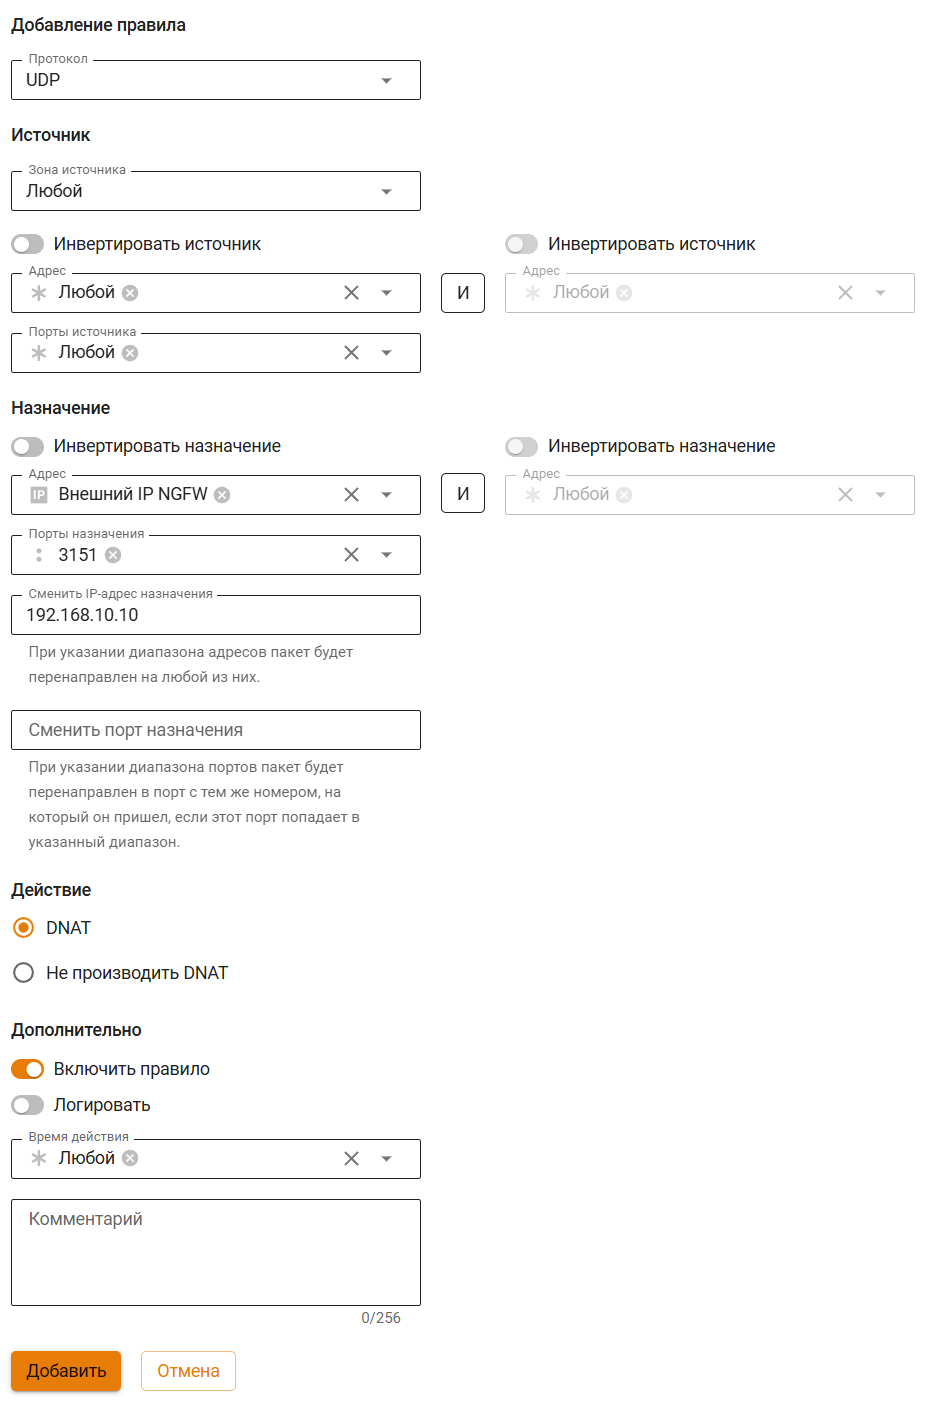 Добавление правила
Протокол
UDP
Источник
Зона источника
Любой
Инвертировать источник
Инвертировать источник
Адрес
Любой
И
Адрес
Любой
Порты источника
Любой
Назначение
Инвертировать назначение
Инвертировать назначение
Адрес
IP Внешний IP NGFW
И
Адрес
Любой
Порты назначения
3151
Сменить IP-адрес назначения
192.168.10.10
При указании диапазона адресов пакет будет
перенаправлен на любой из них.
Сменить порт назначения
При указании диапазона портов пакет будет
перенаправлен в порт с тем же номером, на
который он пришел, если этот порт попадает в
указанный диапазон.
Действие
DNAT
Не производить DNAT
Дополнительно
Включить правило
Логировать
Время действия
Любой
Комментарий
0/256
Добавить
Отмена